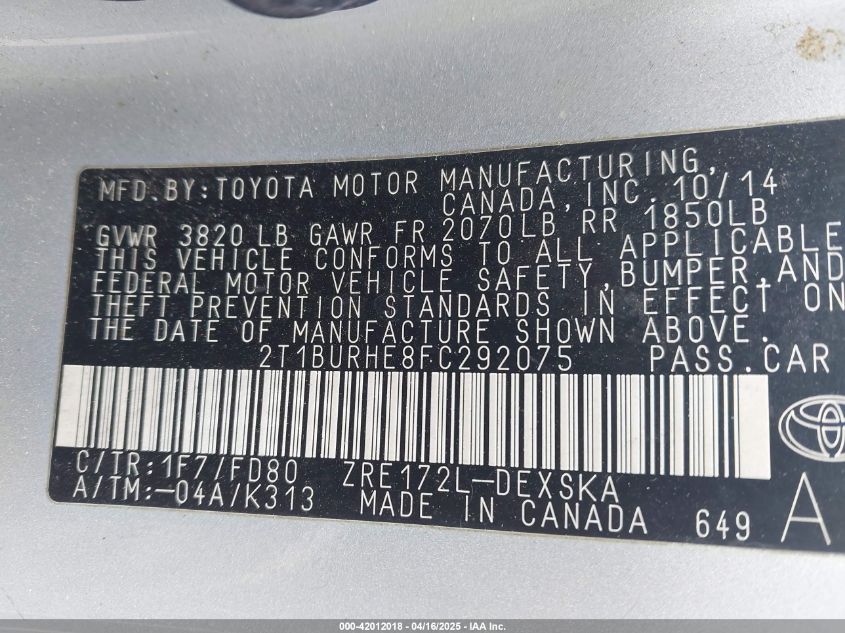 MFD.BY:TOYOTA MOTOR MANUFACTURING,
CANADA,INC. 10/14
GVWR 3820 LB GAWR FR 2070LB RR 1850LB
THIS VEHICLE CONFORMS TO ALL APPLICABLE
FEDERAL MOTOR VEHICLE SAFETY,BUMPER,AND
THEFT PREVENTION STANDARDS IN EFFECT ON
THE DATE OF MANUFACTURE SHOWN ABOVE.
2T1BURHE8FC292075 PASS.CAR
C/TR:1F7/FD80 ZRE172L-DEXSKA
A/TM:-04A/K313 MADE IN CANADA 649 A
000-42012018 - 04/16/2025 - IAA Inc.